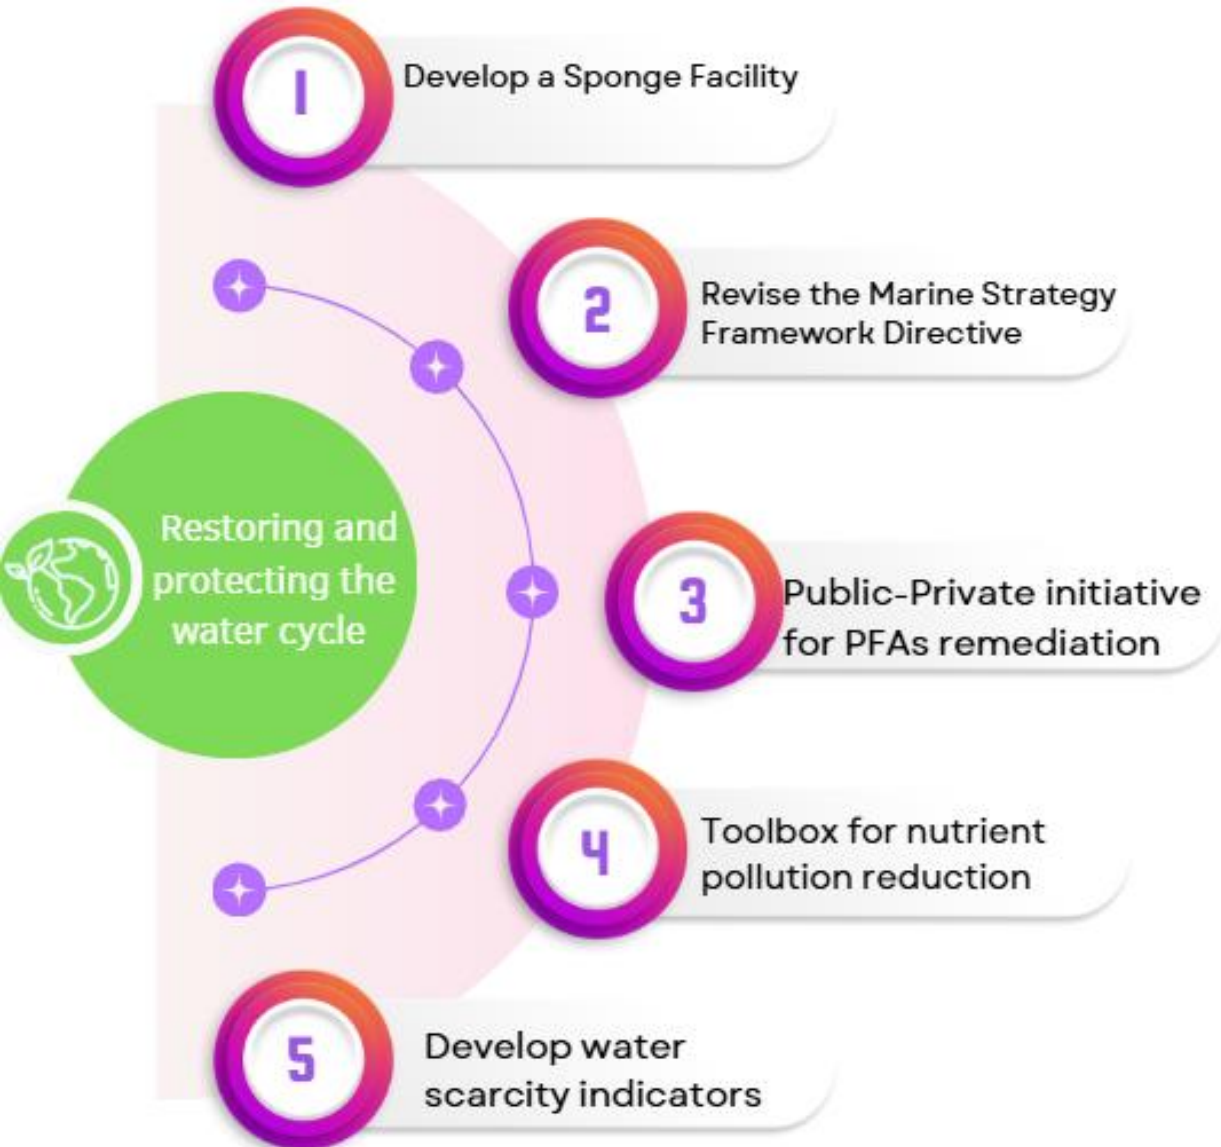 1
Develop a Sponge Facility
2
Revise the Marine Strategy
Framework Directive
Restoring and
protecting the
water cycle
3
Public-Private initiative
for PFAs remediation
4
Toolbox for nutrient
pollution reduction
5
Develop water
scarcity indicators